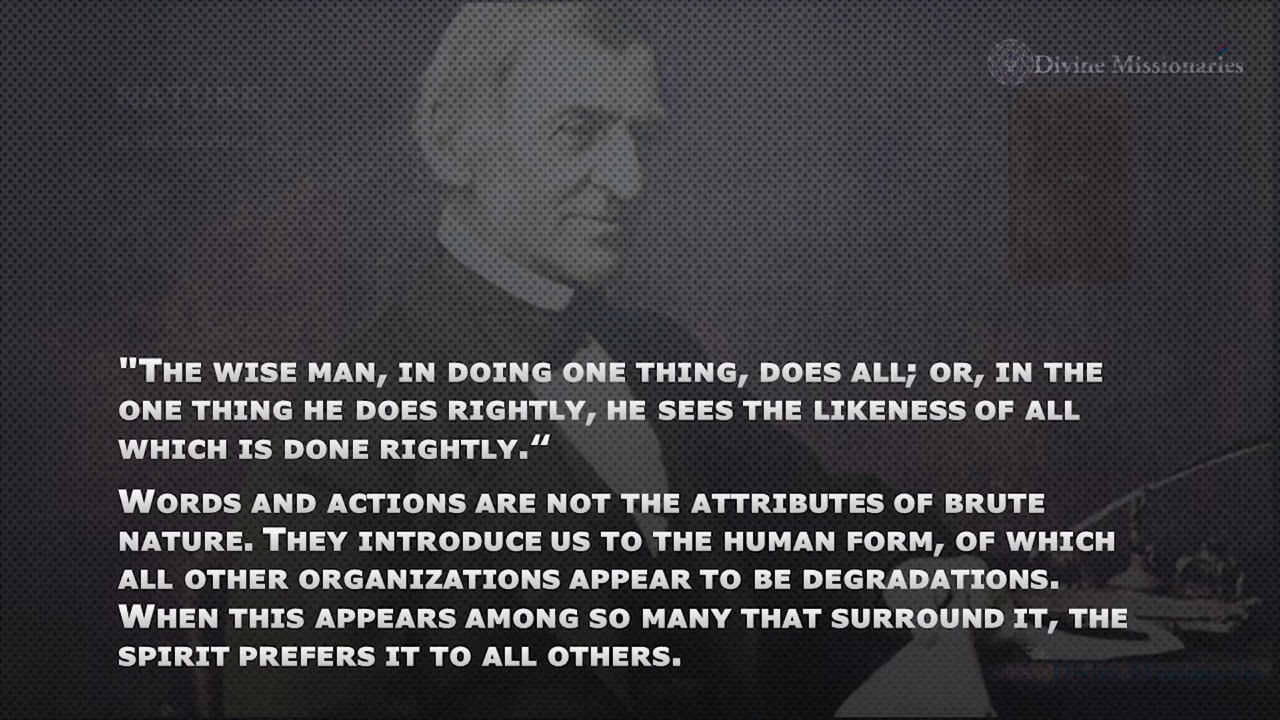 Divine Missionaries
NATURE
"The wise man, in doing one thing, does all; or, in the
one thing he does rightly, he sees the likeness of all
which is done rightly.“
Words and actions are not the attributes of brute
nature. They introduce us to the human form, of which
all other organizations appear to be degradations.
When this appears among so many that surround it, the
spirit prefers it to all others.